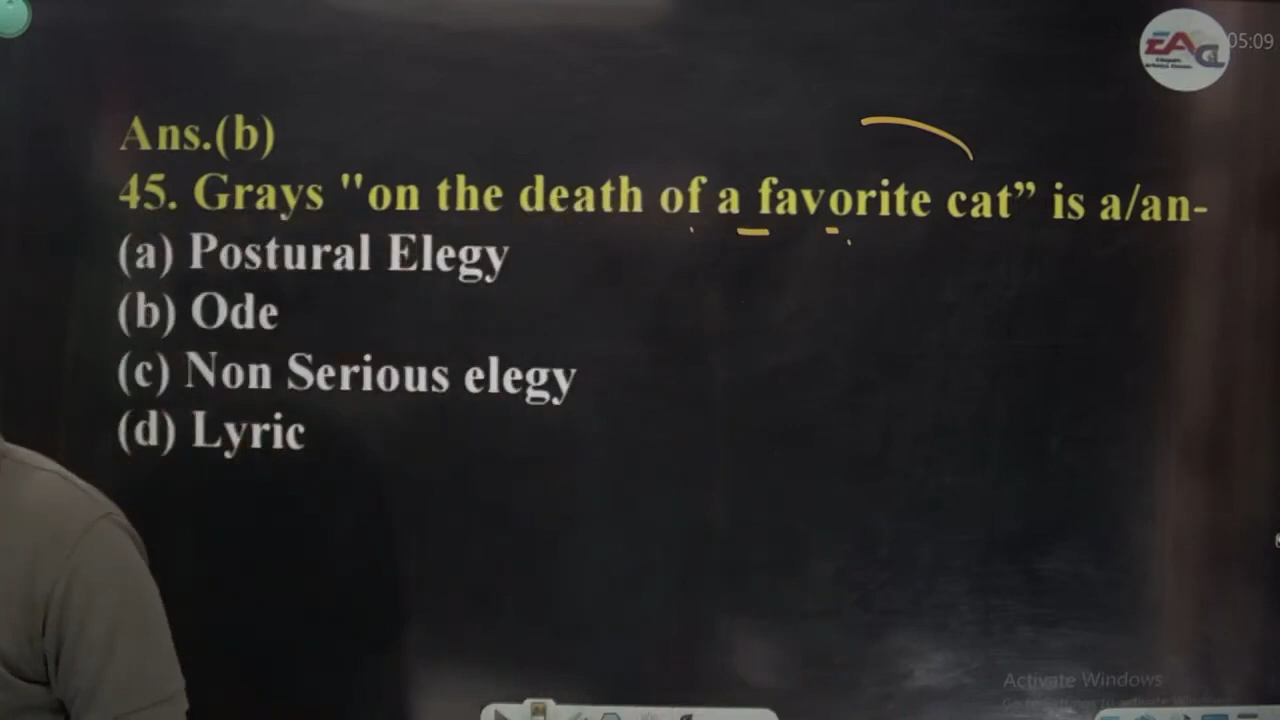 EAGL
05:09
Ans.(b)
45. Grays "on the death of a favorite cat” is a/an-
(a) Postural Elegy
(b) Ode
(c) Non Serious elegy
(d) Lyric
Activate Windows